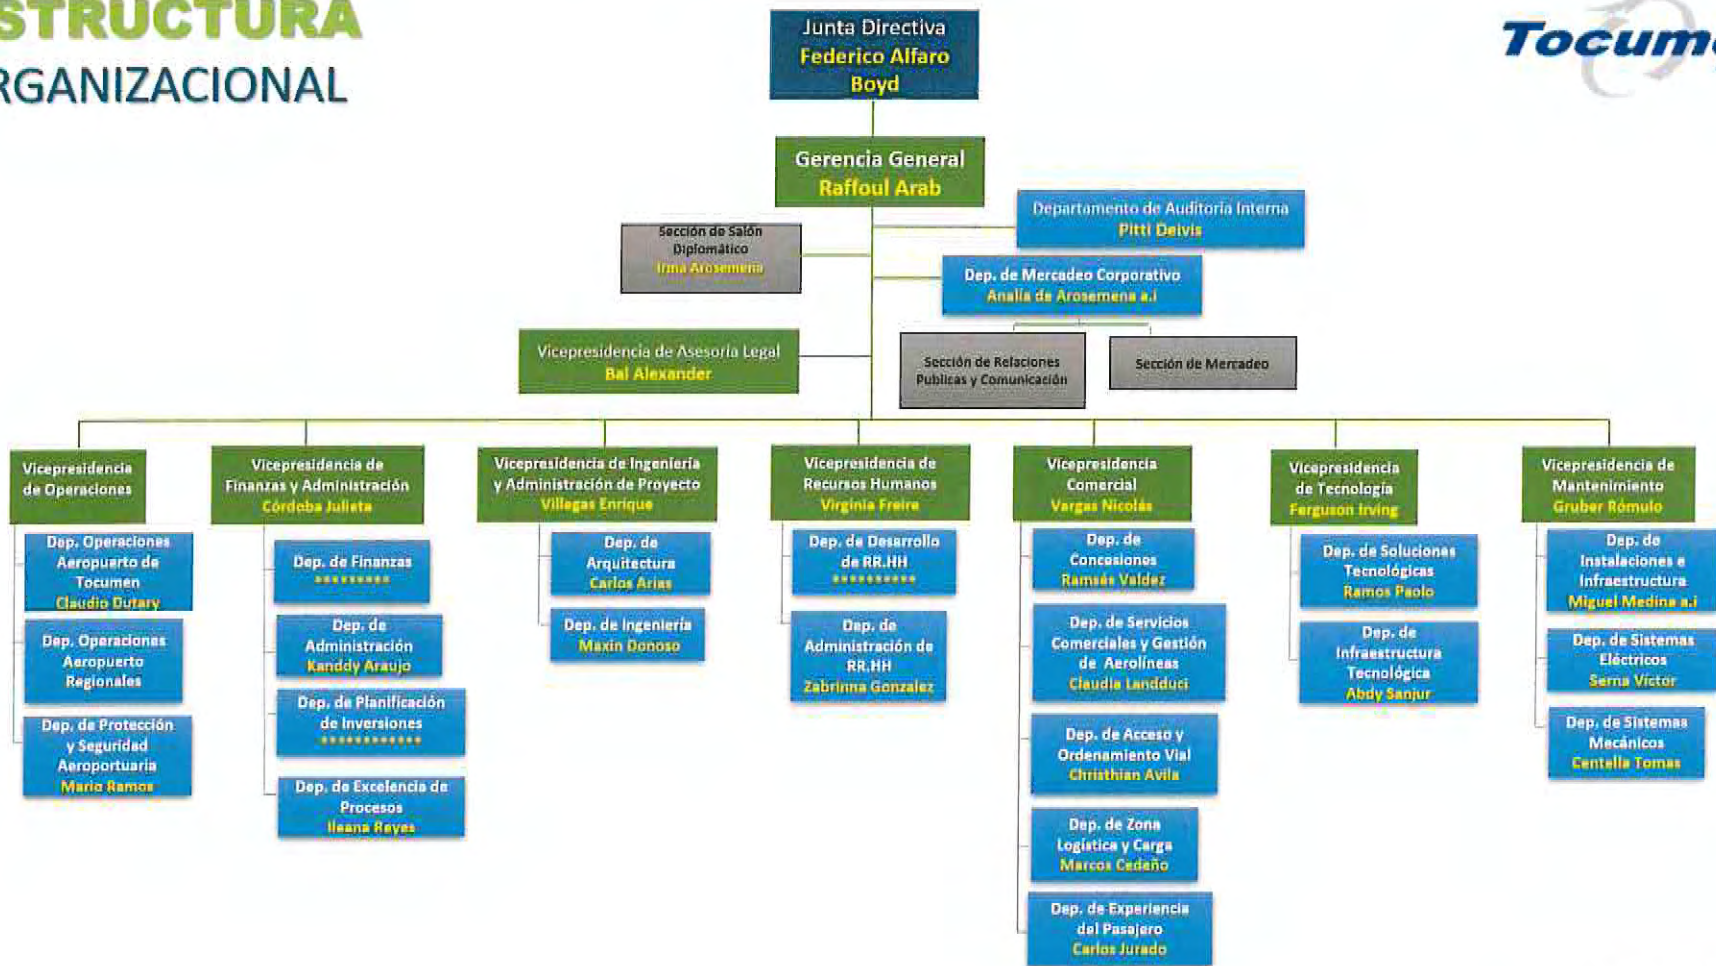 STRUCTURA
RGANIZACIONAL
Tocume
Junta Directiva
Federico Alfaro
Boyd
Gerencia General
Raffoul Arab
Departamento de Auditoría Interna
Pitti Deivis
Sección de Salón
Diplomático
Irma Arosemena
Dep. de Mercadeo Corporativo
Analía de Arosemena a.i
Vicepresidencia de Asesoría Legal
Bal Alexander
Sección de Relaciones
Publicas y Comunicación
Sección de Mercadeo
Vicepresidencia
de Operaciones
Dep. Operaciones
Aeropuerto de
Tocumen
Claudio Dutary
Dep. Operaciones
Aeropuerto
Regionales
Dep. de Protección
y Seguridad
Aeroportuaria
Mario Ramos
Vicepresidencia de
Finanzas y Administración
Córdoba Julieta
Dep. de Finanzas
*********
Dep. de
Administración
Kanddy Araujo
Dep. de Planificación
de Inversiones
************
Dep. de Excelencia de
Procesos
Ileana Reyes
Vicepresidencia de Ingeniería
y Administración de Proyecto
Villegas Enrique
Dep. de
Arquitectura
Carlos Arias
Dep. de Ingeniería
Maxin Donoso
Vicepresidencia de
Recursos Humanos
Virginia Freire
Dep. de Desarrollo
de RR.HH
**********
Dep. de
Administración de
RR.HH
Zabrinna Gonzalez
Vicepresidencia
Comercial
Vargas Nicolás
Dep. de
Concesiones
Ramsés Valdez
Dep. de Servicios
Comerciales y Gestión
de Aerolíneas
Claudia Landduci
Dep. de Acceso y
Ordenamiento Vial
Christhian Avila
Dep. de Zona
Logística y Carga
Marcos Cedeño
Dep. de Experiencia
del Pasajero
Carlos Jurado
Vicepresidencia
de Tecnología
Ferguson Irving
Dep. de Soluciones
Tecnológicas
Ramos Paolo
Dep. de
Infraestructura
Tecnológica
Abdy Sanjur
Vicepresidencia de
Mantenimiento
Gruber Rómulo
Dep. de
Instalaciones e
Infraestructura
Miguel Medina a.i
Dep. de Sistemas
Eléctricos
Serna Víctor
Dep. de Sistemas
Mecánicos
Centella Tomas